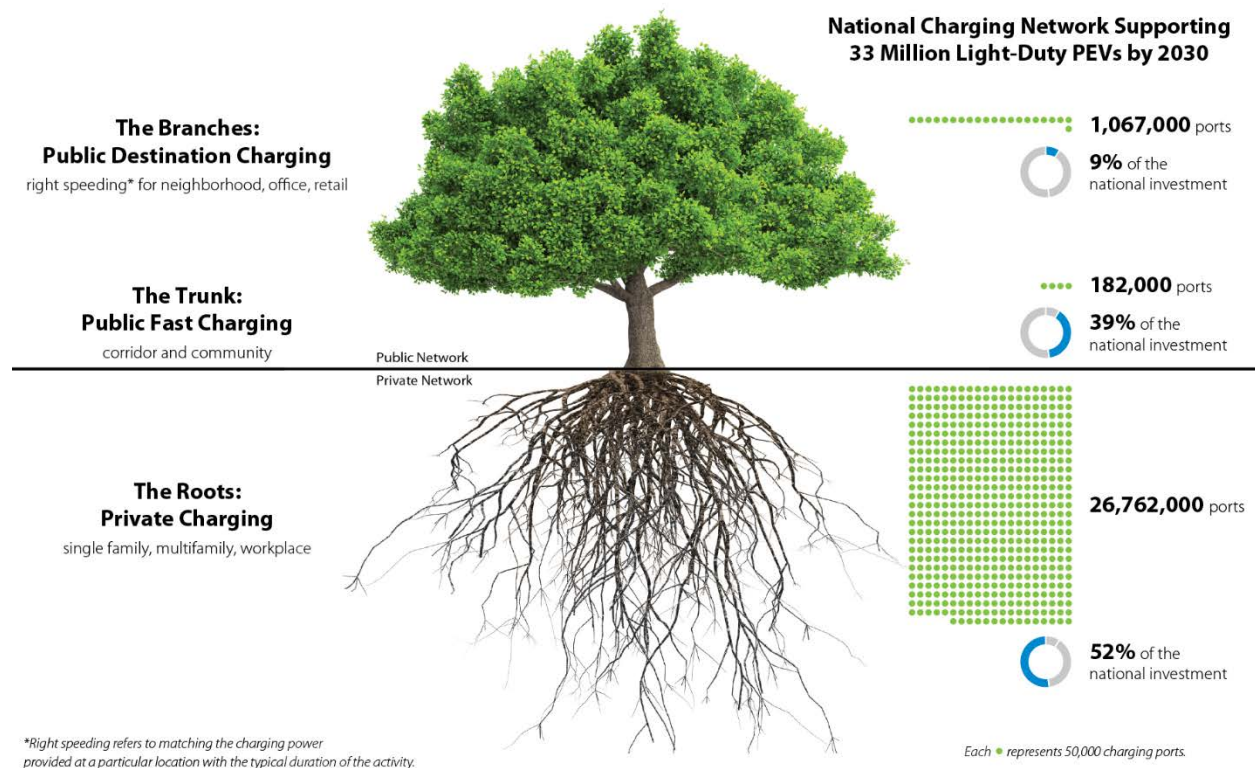 National Charging Network Supporting
33 Million Light-Duty PEVs by 2030
The Branches:
Public Destination Charging
right speeding* for neighborhood, office, retail
1,067,000 ports
9% of the
national investment
The Trunk:
Public Fast Charging
corridor and community
182,000 ports
39% of the
national investment
Public Network
Private Network
The Roots:
Private Charging
single family, multifamily, workplace
26,762,000 ports
52% of the
national investment
*Right speeding refers to matching the charging power
provided at a particular location with the typical duration of the activity.
Each ● represents 50,000 charging ports.